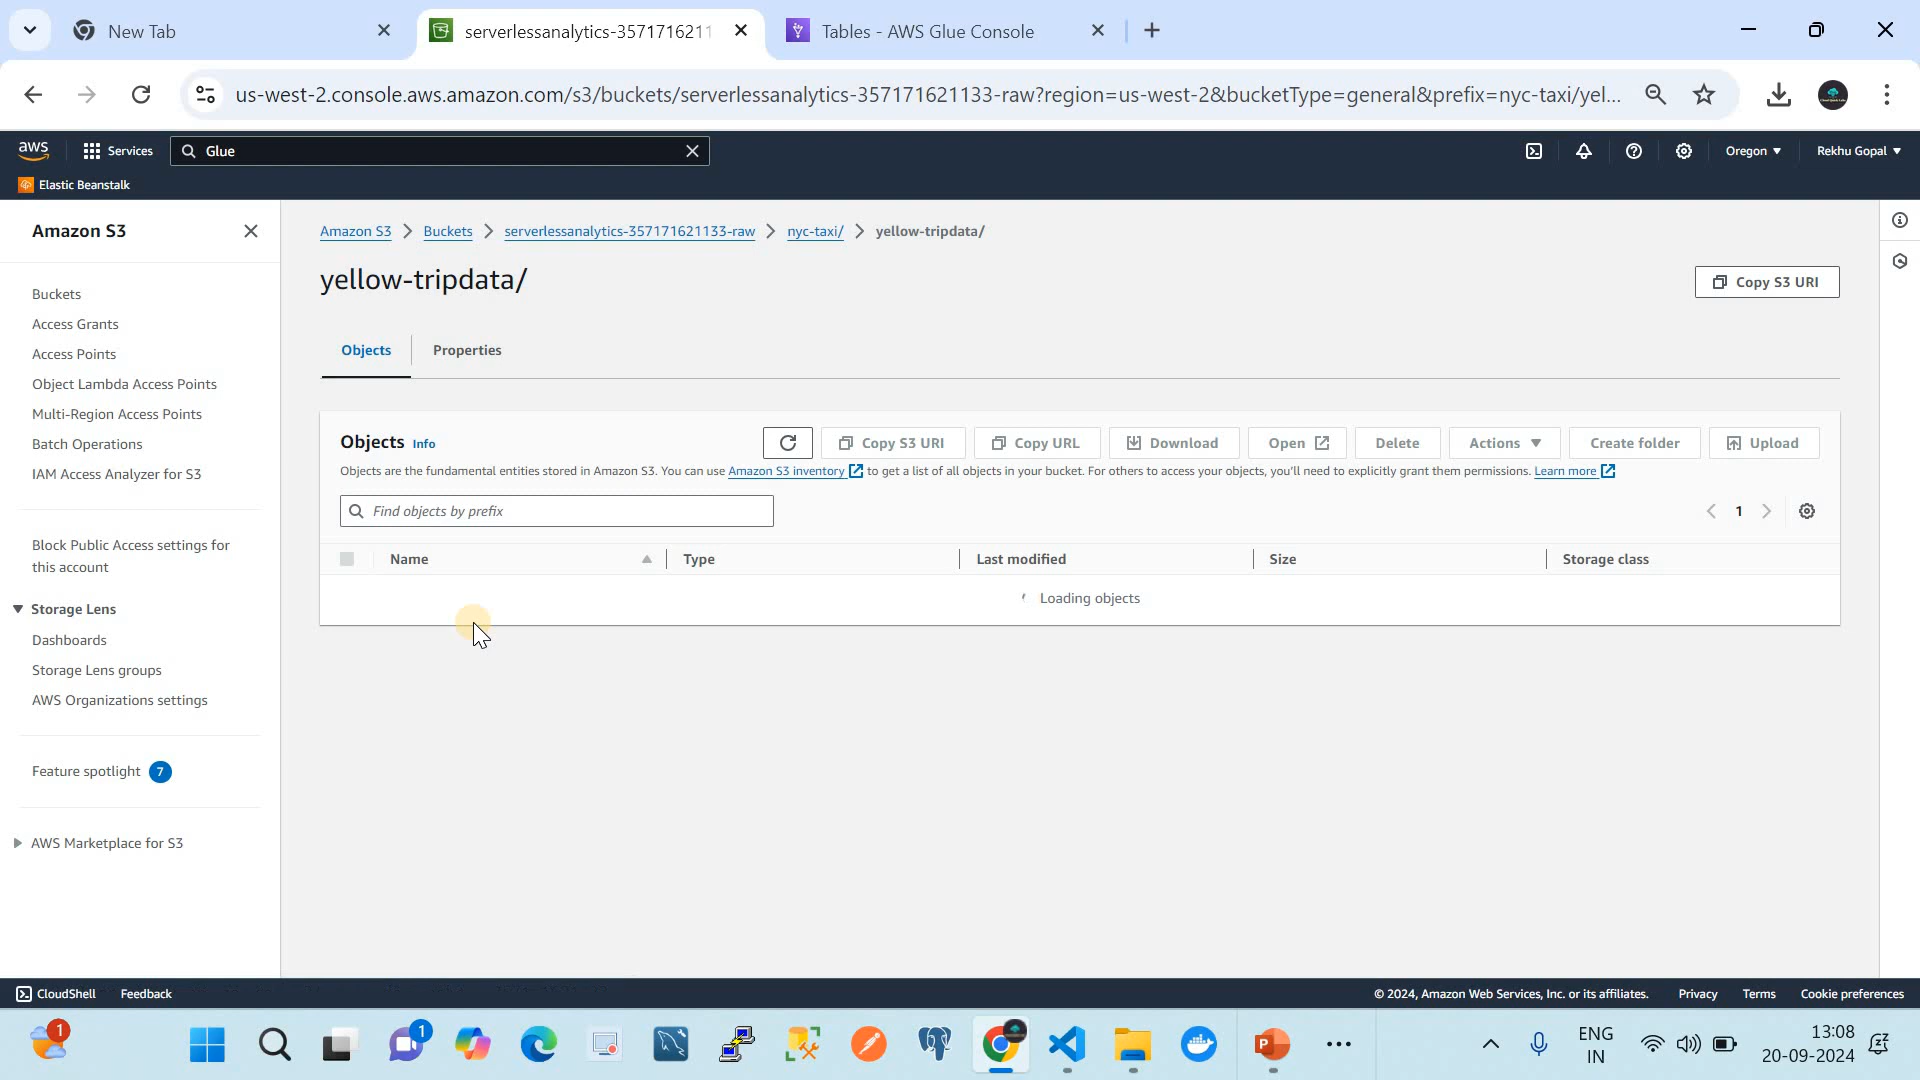 New Tab
serverlessanalytics-3571716211
Tables - AWS Glue Console
us-west-2.console.aws.amazon.com/s3/buckets/serverlessanalytics-357171621133-raw?region=us-west-2&bucketType=general&prefix=nyc-taxi/yel...
aws
Services
Glue
Oregon
Rekhu Gopal
Elastic Beanstalk
Amazon S3
Buckets
Access Grants
Access Points
Object Lambda Access Points
Multi-Region Access Points
Batch Operations
IAM Access Analyzer for S3
Block Public Access settings for
this account
Storage Lens
Dashboards
Storage Lens groups
AWS Organizations settings
Feature spotlight 7
AWS Marketplace for S3
Amazon S3 Buckets serverlessanalytics-357171621133-raw nyc-taxi/ yellow-tripdata/
yellow-tripdata/
Copy S3 URI
Objects
Properties
Objects Info
Copy S3 URI
Copy URL
Download
Open
Delete
Actions
Create folder
Upload
Objects are the fundamental entities stored in Amazon S3. You can use Amazon S3 inventory to get a list of all objects in your bucket. For others to access your objects, you'll need to explicitly grant them permissions. Learn more
Find objects by prefix
1
Name
Type
Last modified
Size
Storage class
Loading objects
CloudShell
Feedback
© 2024, Amazon Web Services, Inc. or its affiliates.
Privacy
Terms
Cookie preferences
1
1
P
ENG
IN
13:08
20-09-2024